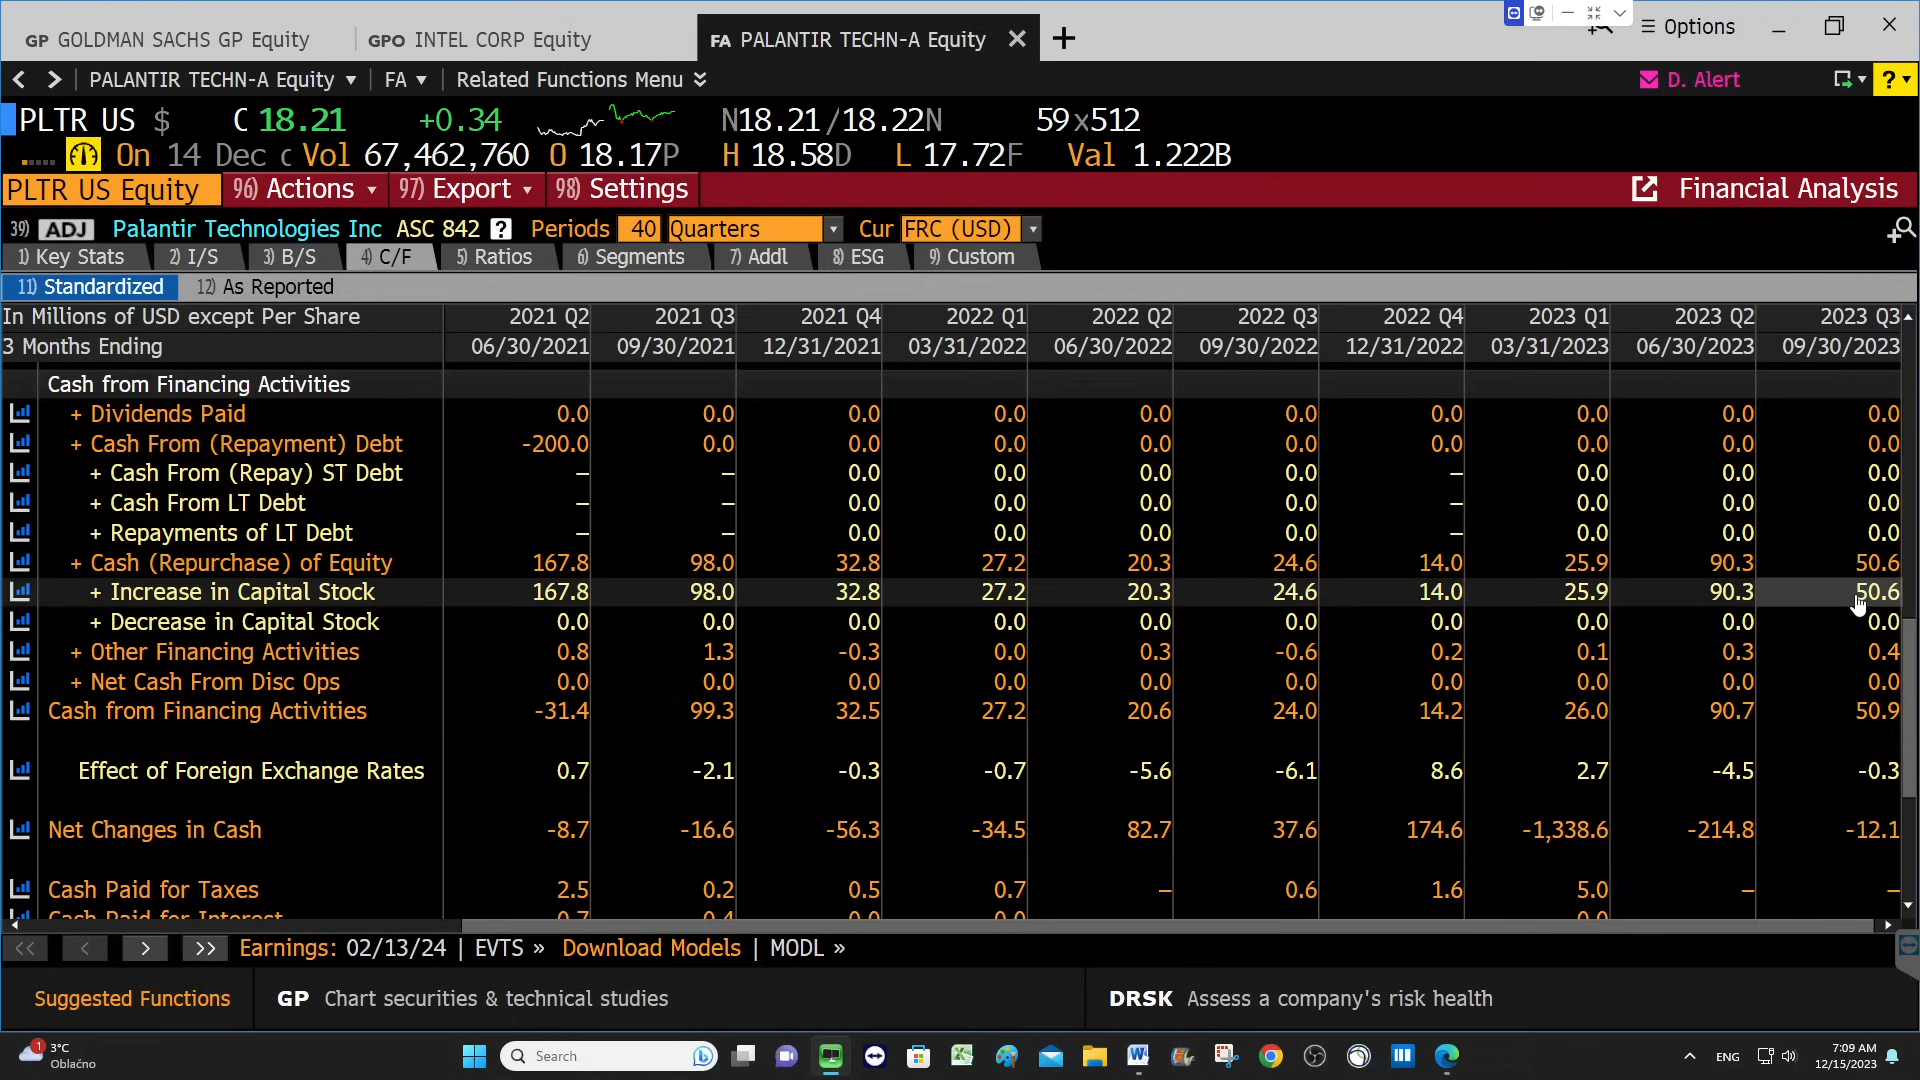 GP GOLDMAN SACHS GP Equity GPO INTEL CORP Equity FA PALANTIR TECHN-A Equity Options
PALANTIR TECHN-A Equity FA Related Functions Menu D. Alert ?
PLTR US $ C 18.21 +0.34 N18.21/18.22N 59x512
On 14 Dec Vol 67,462,760 O 18.17P H 18.58D L 17.72F Val 1.222B
PLTR US Equity 96) Actions 97) Export 98) Settings Financial Analysis
39) ADJ Palantir Technologies Inc ASC 842 ? Periods 40 Quarters Cur FRC (USD)
1) Key Stats 2) I/S 3) B/S 4) C/F 5) Ratios 6) Segments 7) Addl 8) ESG 9) Custom
11) Standardized 12) As Reported
In Millions of USD except Per Share 2021 Q2 2021 Q3 2021 Q4 2022 Q1 2022 Q2 2022 Q3 2022 Q4 2023 Q1 2023 Q2 2023 Q3
3 Months Ending 06/30/2021 09/30/2021 12/31/2021 03/31/2022 06/30/2022 09/30/2022 12/31/2022 03/31/2023 06/30/2023 09/30/2023
Cash from Financing Activities
+ Dividends Paid 0.0 0.0 0.0 0.0 0.0 0.0 0.0 0.0 0.0 0.0
+ Cash From (Repayment) Debt -200.0 0.0 0.0 0.0 0.0 0.0 0.0 0.0 0.0 0.0
+ Cash From (Repay) ST Debt – – 0.0 0.0 0.0 0.0 – 0.0 0.0 0.0
+ Cash From LT Debt – – 0.0 0.0 0.0 0.0 – 0.0 0.0 0.0
+ Repayments of LT Debt – – 0.0 0.0 0.0 0.0 – 0.0 0.0 0.0
+ Cash (Repurchase) of Equity 167.8 98.0 32.8 27.2 20.3 24.6 14.0 25.9 90.3 50.6
+ Increase in Capital Stock 167.8 98.0 32.8 27.2 20.3 24.6 14.0 25.9 90.3 50.6
+ Decrease in Capital Stock 0.0 0.0 0.0 0.0 0.0 0.0 0.0 0.0 0.0 0.0
+ Other Financing Activities 0.8 1.3 -0.3 0.0 0.3 -0.6 0.2 0.1 0.3 0.4
+ Net Cash From Disc Ops 0.0 0.0 0.0 0.0 0.0 0.0 0.0 0.0 0.0 0.0
Cash from Financing Activities -31.4 99.3 32.5 27.2 20.6 24.0 14.2 26.0 90.7 50.9
Effect of Foreign Exchange Rates 0.7 -2.1 -0.3 -0.7 -5.6 -6.1 8.6 2.7 -4.5 -0.3
Net Changes in Cash -8.7 -16.6 -56.3 -34.5 82.7 37.6 174.6 -1,338.6 -214.8 -12.1
Cash Paid for Taxes 2.5 0.2 0.5 0.7 – 0.6 1.6 5.0 – –
Cash Paid for Interest 0.7 0.4 0.0 0.0 0.0
<< < > >> Earnings: 02/13/24 | EVTS » Download Models | MODL »
Suggested Functions GP Chart securities & technical studies DRSK Assess a company's risk health
1 3°C Search ENG 7:09 AM
Oblačno 12/15/2023